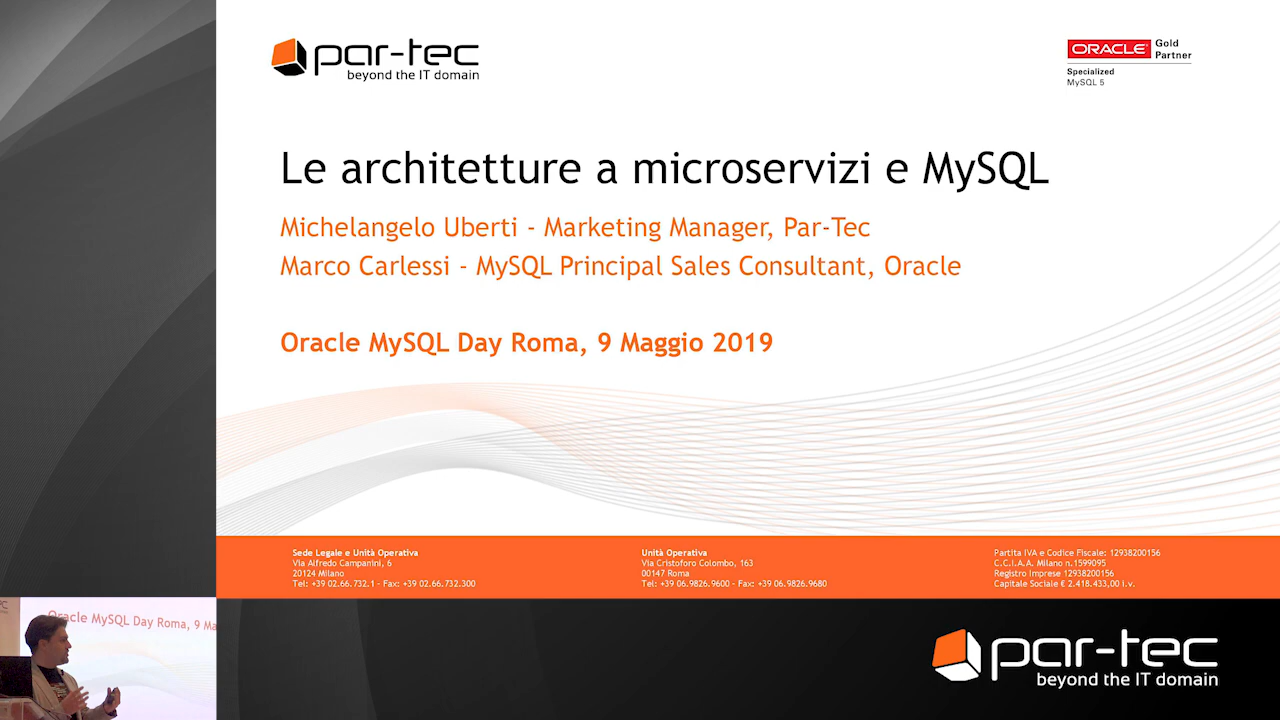 par-tec
beyond the IT domain
ORACLE Gold Partner
Specialized
MySQL 5
Le architetture a microservizi e MySQL
Michelangelo Uberti - Marketing Manager, Par-Tec
Marco Carlessi - MySQL Principal Sales Consultant, Oracle
Oracle MySQL Day Roma, 9 Maggio 2019
Sede Legale e Unità Operativa
Via Alfredo Campanini, 6
20124 Milano
Tel: +39 02.66.732.1 - Fax: +39 02.66.732.300
Unità Operativa
Via Cristoforo Colombo, 163
00147 Roma
Tel: +39 06.9826.9600 - Fax: +39 06.9826.9680
Partita IVA e Codice Fiscale: 12938200156
C.C.I.A.A. Milano n.1599095
Registro Imprese 12938200156
Capitale Sociale € 2.418.433,00 i.v.
Oracle MySQL Day Roma, 9 Ma
par-tec
beyond the IT domain